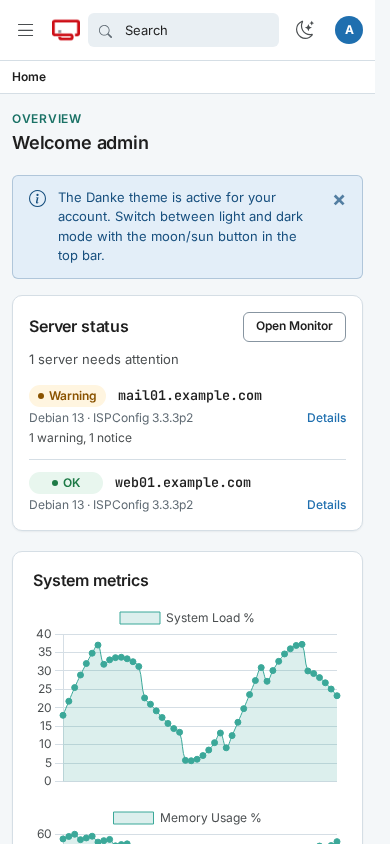 Search
A
Home
OVERVIEW
Welcome admin
The Danke theme is active for your
account. Switch between light and dark
mode with the moon/sun button in the
top bar.
Server status
Open Monitor
1 server needs attention
Warning mail01.example.com
Debian 13 · ISPConfig 3.3.3p2 Details
1 warning, 1 notice
OK web01.example.com
Debian 13 · ISPConfig 3.3.3p2 Details
System metrics
System Load %
40
35
30
25
20
15
10
5
0
Memory Usage %
60